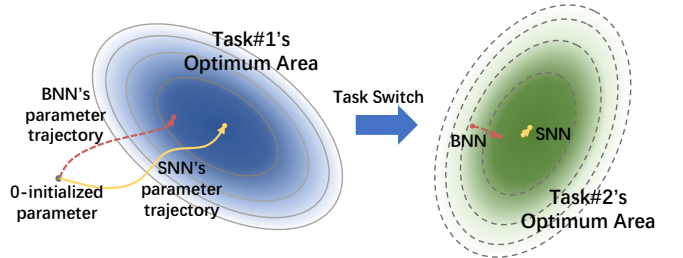 Task#1's
Optimum Area
BNN's
parameter
trajectory
0-initialized
parameter
SNN's
parameter
trajectory
Task Switch
BNN
SNN
Task#2's
Optimum Area